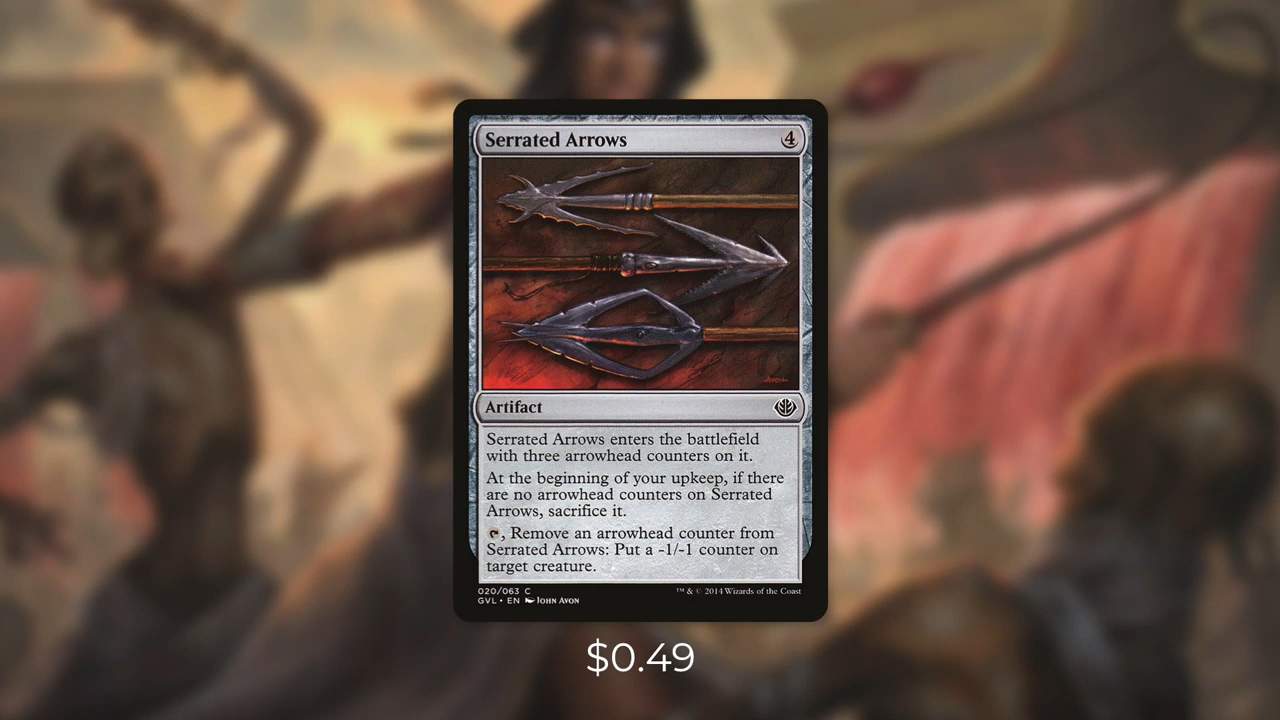 Serrated Arrows 4
Artifact
Serrated Arrows enters the battlefield
with three arrowhead counters on it.
At the beginning of your upkeep, if there
are no arrowhead counters on Serrated
Arrows, sacrifice it.
, Remove an arrowhead counter from
Serrated Arrows: Put a -1/-1 counter on
target creature.
020/063 C
GVL • EN John Avon
™ & © 2014 Wizards of the Coast
$0.49